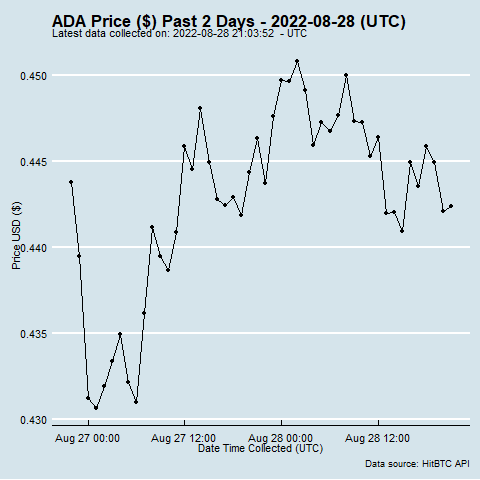 ADA Price ($) Past 2 Days - 2022-08-28 (UTC)
Latest data collected on: 2022-08-28 21:03:52  - UTC
Price USD ($)
0.450
0.445
0.440
0.435
0.430
Aug 27 00:00
Aug 27 12:00
Aug 28 00:00
Aug 28 12:00
Date Time Collected (UTC)
Data source: HitBTC API